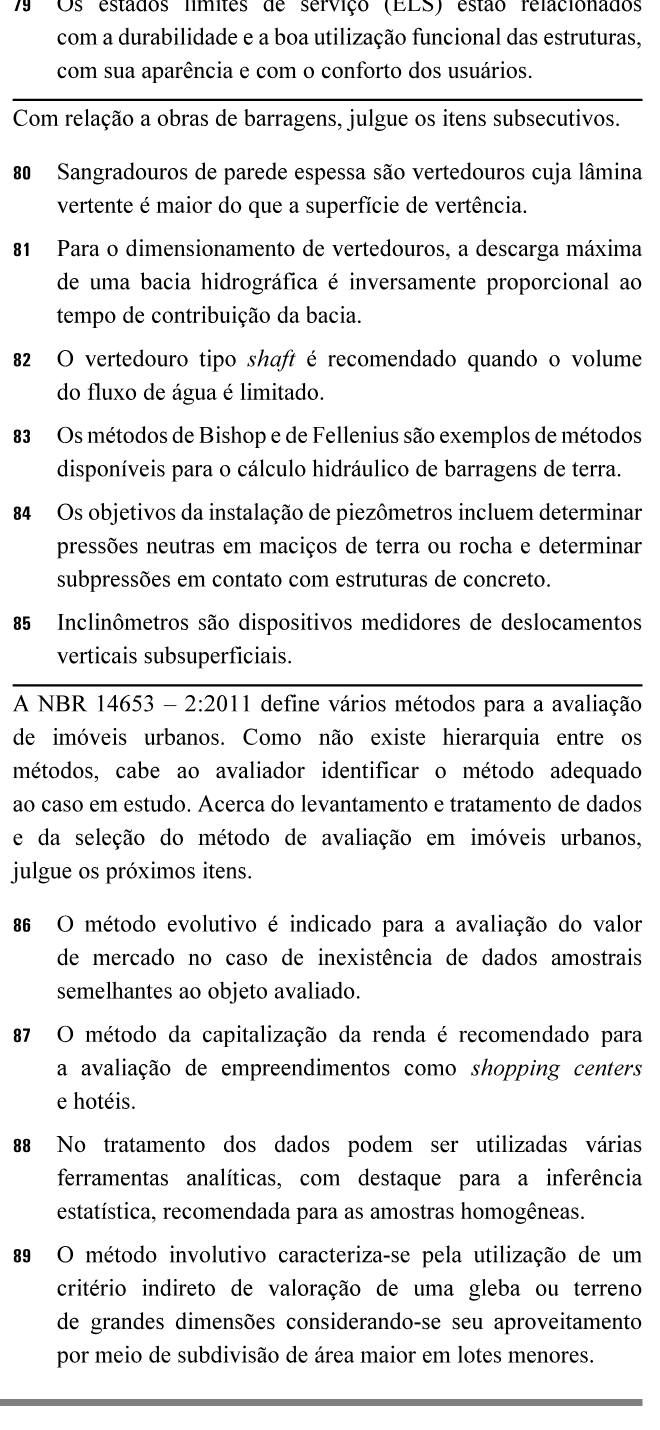 79 Os estados limites de serviço (ELS) estão relacionados
com a durabilidade e a boa utilização funcional das estruturas,
com sua aparência e com o conforto dos usuários.
Com relação a obras de barragens, julgue os itens subsecutivos.
80 Sangradouros de parede espessa são vertedouros cuja lâmina
vertente é maior do que a superfície de vertência.
81 Para o dimensionamento de vertedouros, a descarga máxima
de uma bacia hidrográfica é inversamente proporcional ao
tempo de contribuição da bacia.
82 O vertedouro tipo shaft é recomendado quando o volume
do fluxo de água é limitado.
83 Os métodos de Bishop e de Fellenius são exemplos de métodos
disponíveis para o cálculo hidráulico de barragens de terra.
84 Os objetivos da instalação de piezômetros incluem determinar
pressões neutras em maciços de terra ou rocha e determinar
subpressões em contato com estruturas de concreto.
85 Inclinômetros são dispositivos medidores de deslocamentos
verticais subsuperficiais.
A NBR 14653 – 2:2011 define vários métodos para a avaliação
de imóveis urbanos. Como não existe hierarquia entre os
métodos, cabe ao avaliador identificar o método adequado
ao caso em estudo. Acerca do levantamento e tratamento de dados
e da seleção do método de avaliação em imóveis urbanos,
julgue os próximos itens.
86 O método evolutivo é indicado para a avaliação do valor
de mercado no caso de inexistência de dados amostrais
semelhantes ao objeto avaliado.
87 O método da capitalização da renda é recomendado para
a avaliação de empreendimentos como shopping centers
e hotéis.
88 No tratamento dos dados podem ser utilizadas várias
ferramentas analíticas, com destaque para a inferência
estatística, recomendada para as amostras homogêneas.
89 O método involutivo caracteriza-se pela utilização de um
critério indireto de valoração de uma gleba ou terreno
de grandes dimensões considerando-se seu aproveitamento
por meio de subdivisão de área maior em lotes menores.